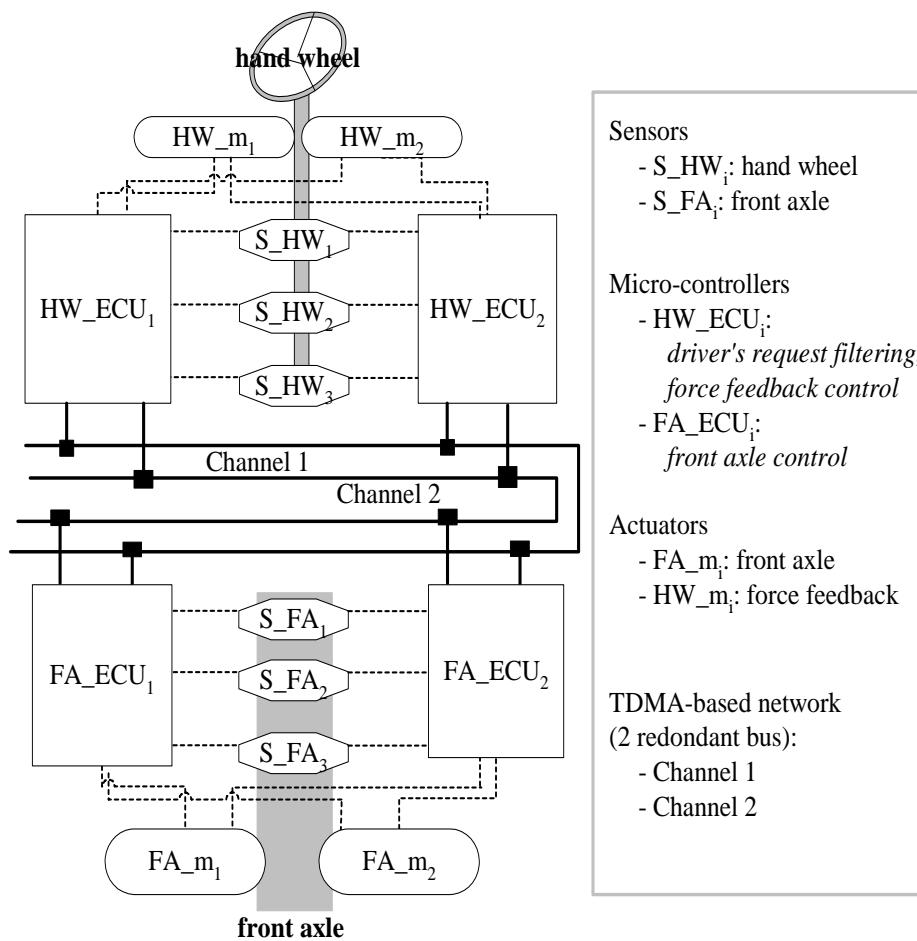 hand wheel
HW_m1
HW_m2
S_HW1
HW_ECU1
S_HW2
HW_ECU2
S_HW3
Channel 1
Channel 2
S_FA1
FA_ECU1
S_FA2
FA_ECU2
S_FA3
FA_m1
FA_m2
front axle
Sensors
- S_HWi: hand wheel
- S_FAi: front axle
Micro-controllers
- HW_ECUi:
driver's request filtering,
force feedback control
- FA_ECUi:
front axle control
Actuators
- FA_mi: front axle
- HW_mi: force feedback
TDMA-based network
(2 redondant bus):
- Channel 1
- Channel 2